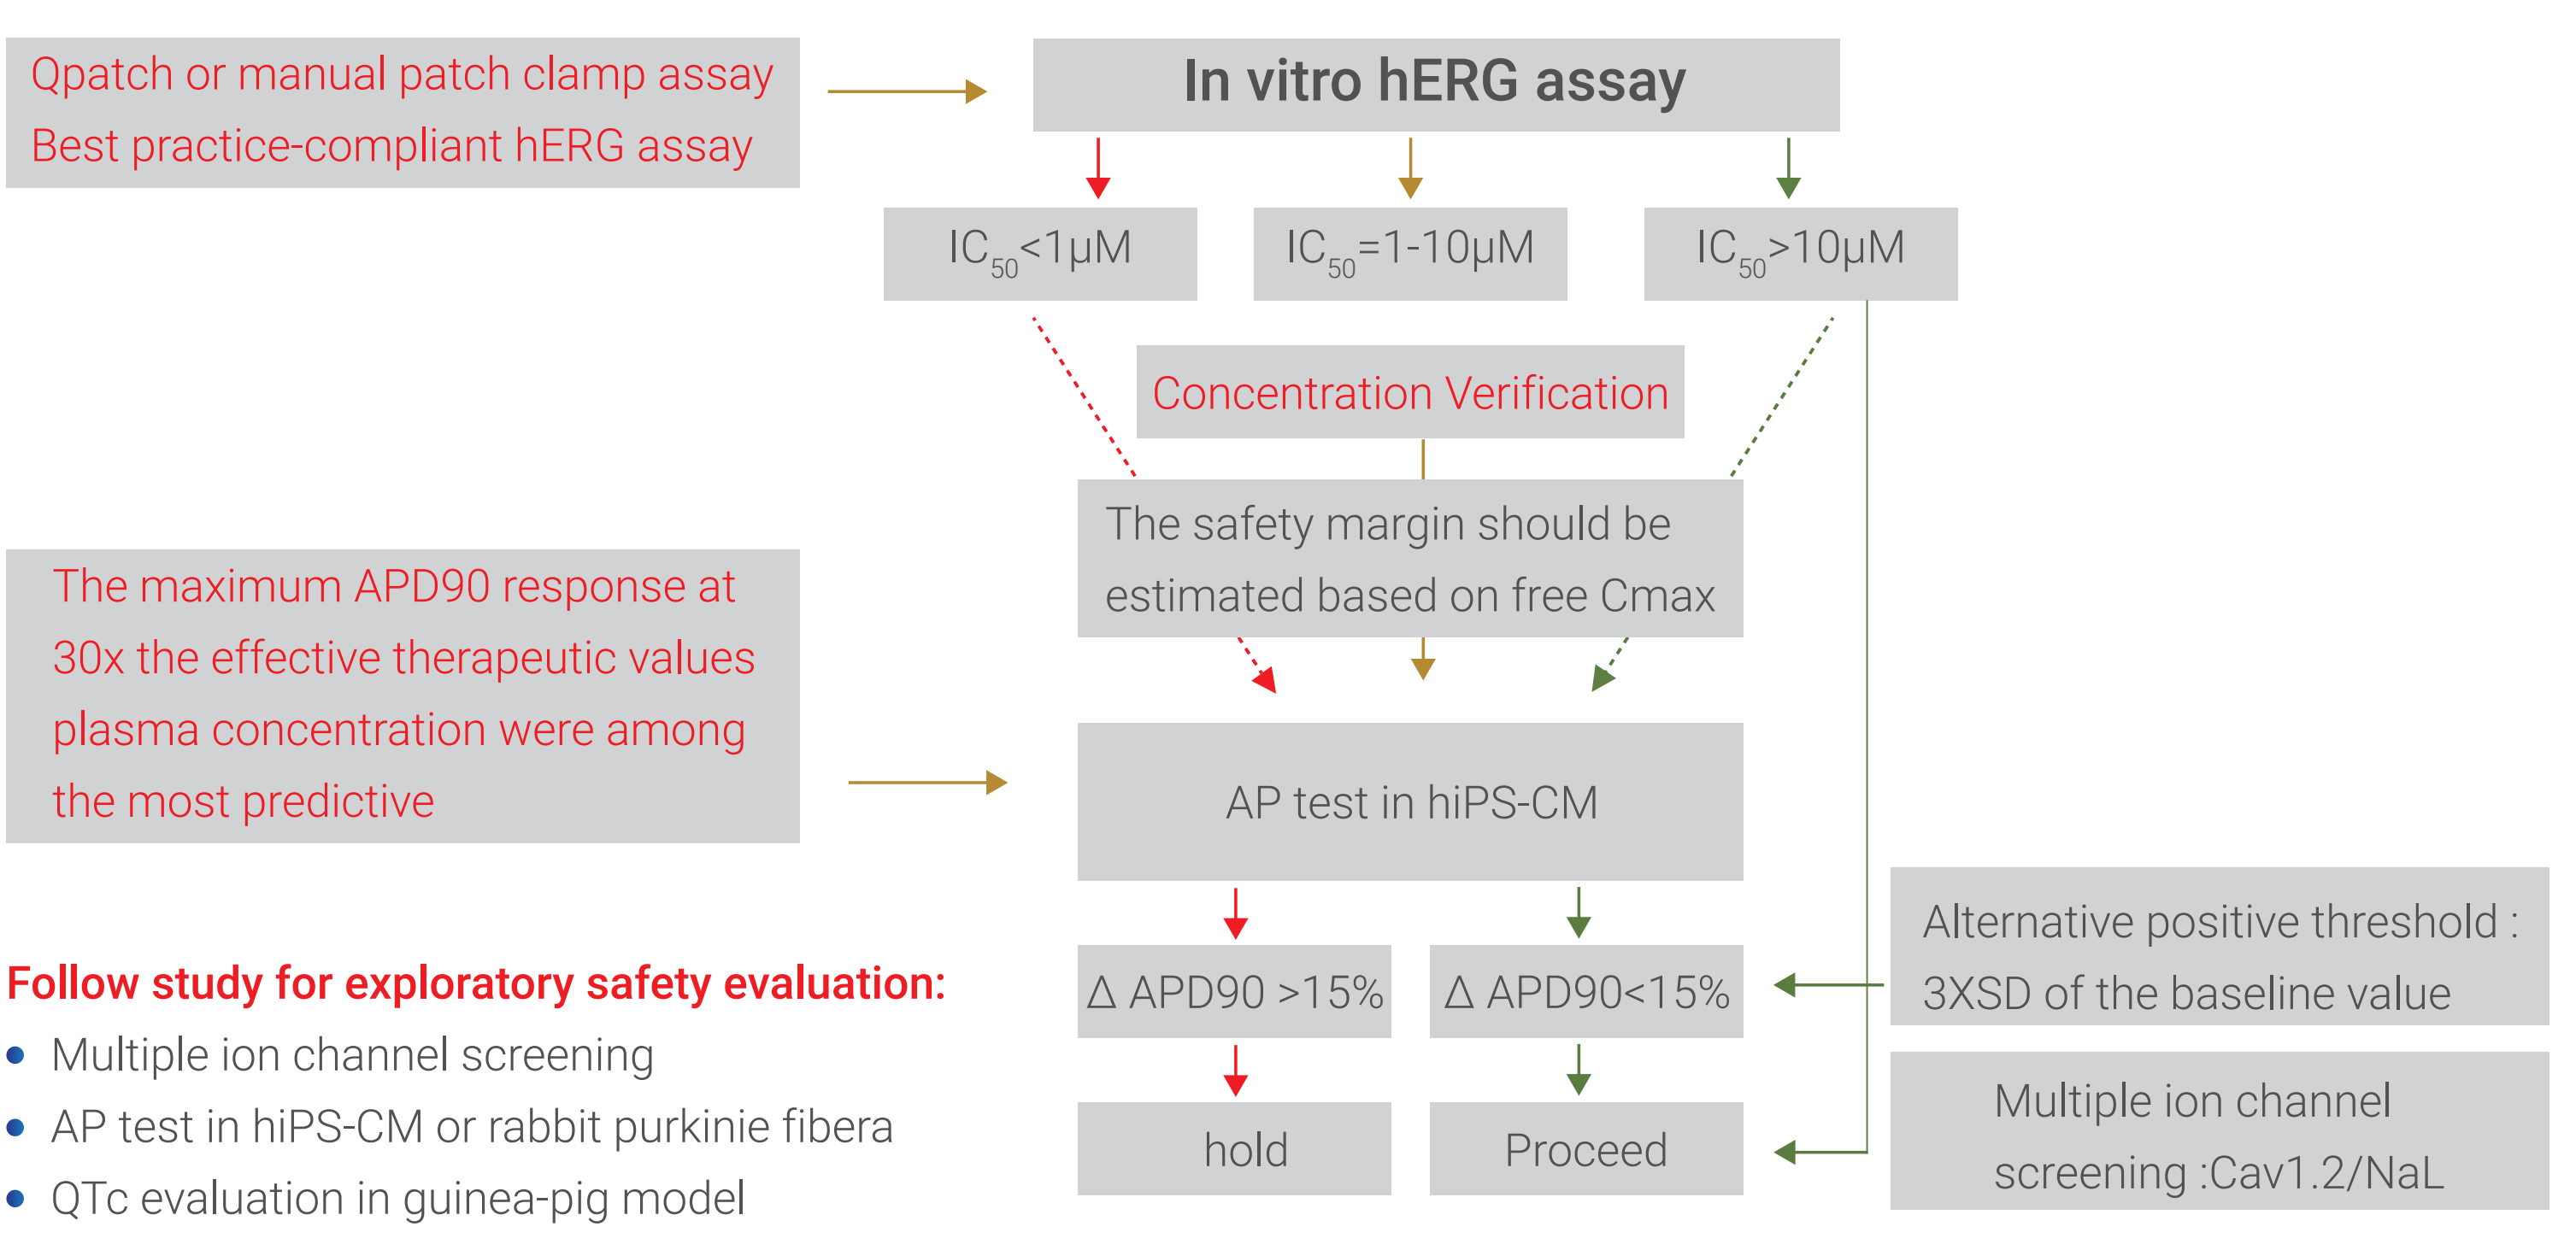 Qpatch or manual patch clamp assay
Best practice-compliant hERG assay
In vitro hERG assay
IC50<1μM
IC50=1-10μM
IC50>10μM
Concentration Verification
The safety margin should be
estimated based on free Cmax
The maximum APD90 response at
30x the effective therapeutic values
plasma concentration were among
the most predictive
AP test in hiPS-CM
Δ APD90 >15%
Δ APD90<15%
Alternative positive threshold :
3XSD of the baseline value
hold
Proceed
Multiple ion channel
screening :Cav1.2/NaL
Follow study for exploratory safety evaluation:
• Multiple ion channel screening
• AP test in hiPS-CM or rabbit purkinie fibera
• QTc evaluation in guinea-pig model